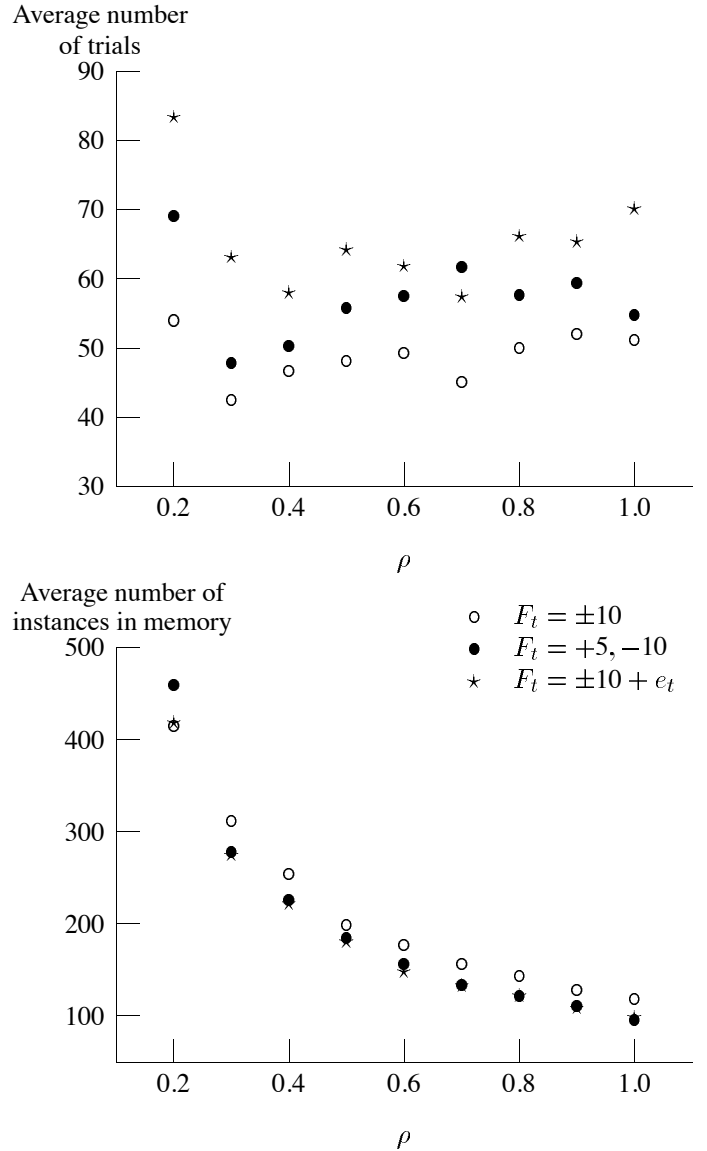 Average number
of trials
90
80
70
60
50
40
30
0.2 0.4 0.6 0.8 1.0
ρ
Average number of
instances in memory
F_t = ±10
F_t = +5, −10
F_t = ±10 + e_t
500
400
300
200
100
0.2 0.4 0.6 0.8 1.0
ρ